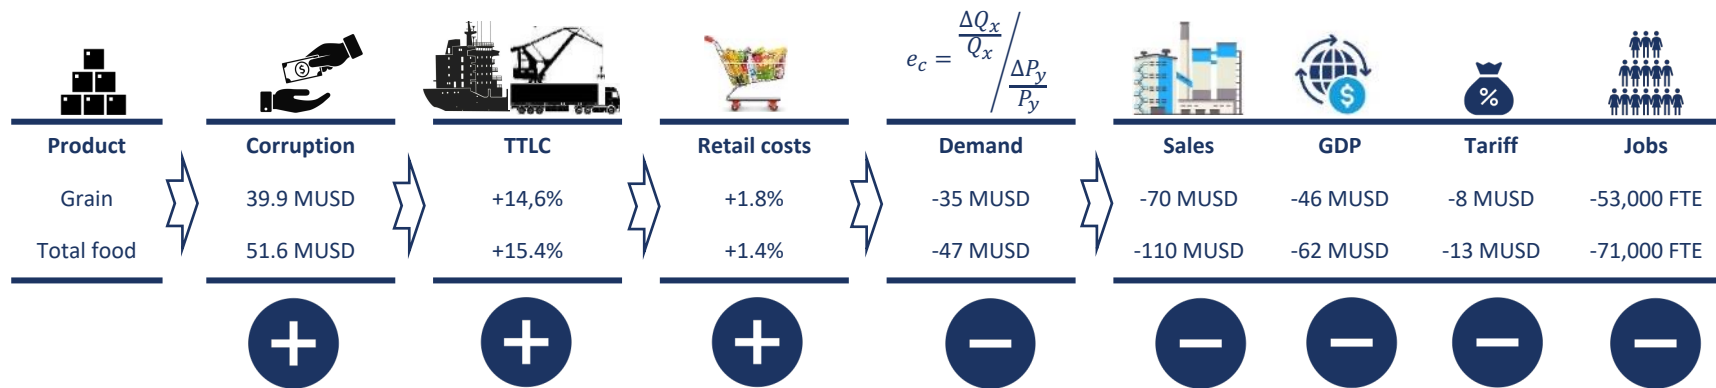 e_c = ΔQ_x / Q_x / ΔP_y / P_y
$
$
%
Product Corruption TTLC Retail costs Demand Sales GDP Tariff Jobs
Grain 39.9 MUSD +14,6% +1.8% -35 MUSD -70 MUSD -46 MUSD -8 MUSD -53,000 FTE
Total food 51.6 MUSD +15.4% +1.4% -47 MUSD -110 MUSD -62 MUSD -13 MUSD -71,000 FTE
+ + + − − − − −